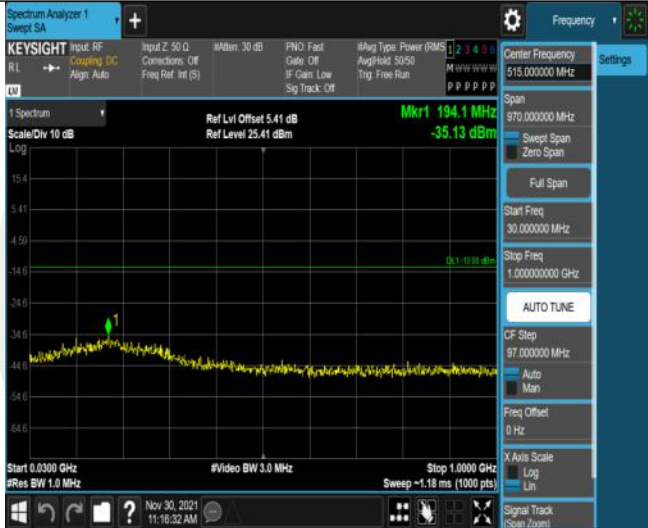 Spectrum Analyzer 1
Swept SA
+
Frequency
KEYSIGHT
RL
LV
Input: RF
Coupling: DC
Align: Auto
Input Z: 50 Ω
Corrections: Off
Freq Ref: Int (S)
#Atten: 30 dB
PNO: Fast
Gate: Off
IF Gain: Low
Sig Track: Off
#Avg Type: Power (RMS
Avg|Hold: 50/50
Trig: Free Run
1 2 3 4 5 6
M W W W W W
P P P P P P
1 Spectrum
Scale/Div 10 dB
Log
Ref Lvl Offset 5.41 dB
Ref Level 25.41 dBm
Mkr1 194.1 MHz
-35.13 dBm
15.4
5.41
-4.59
DL1 -13.00 dBm
-14.6
-24.6
1
-34.6
-44.6
-54.6
-64.6
Start 0.0300 GHz
#Res BW 1.0 MHz
#Video BW 3.0 MHz
Stop 1.0000 GHz
Sweep ~1.18 ms (1000 pts)
Center Frequency
515.000000 MHz
Settings
Span
970.000000 MHz
Swept Span
Zero Span
Full Span
Start Freq
30.000000 MHz
Stop Freq
1.000000000 GHz
AUTO TUNE
CF Step
97.000000 MHz
Auto
Man
Freq Offset
0 Hz
X Axis Scale
Log
Lin
Signal Track
(Span Zoom)
?
Nov 30, 2021
11:16:32 AM